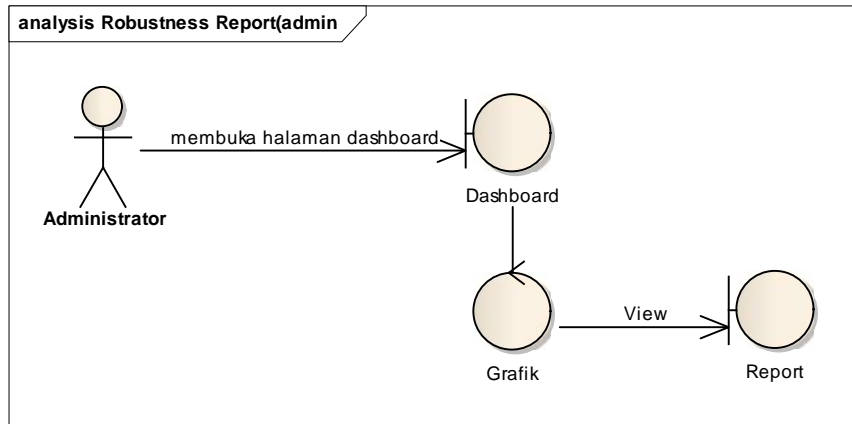 analysis Robustness Report(admin
membuka halaman dashboard
Administrator
Dashboard
View
Grafik
Report